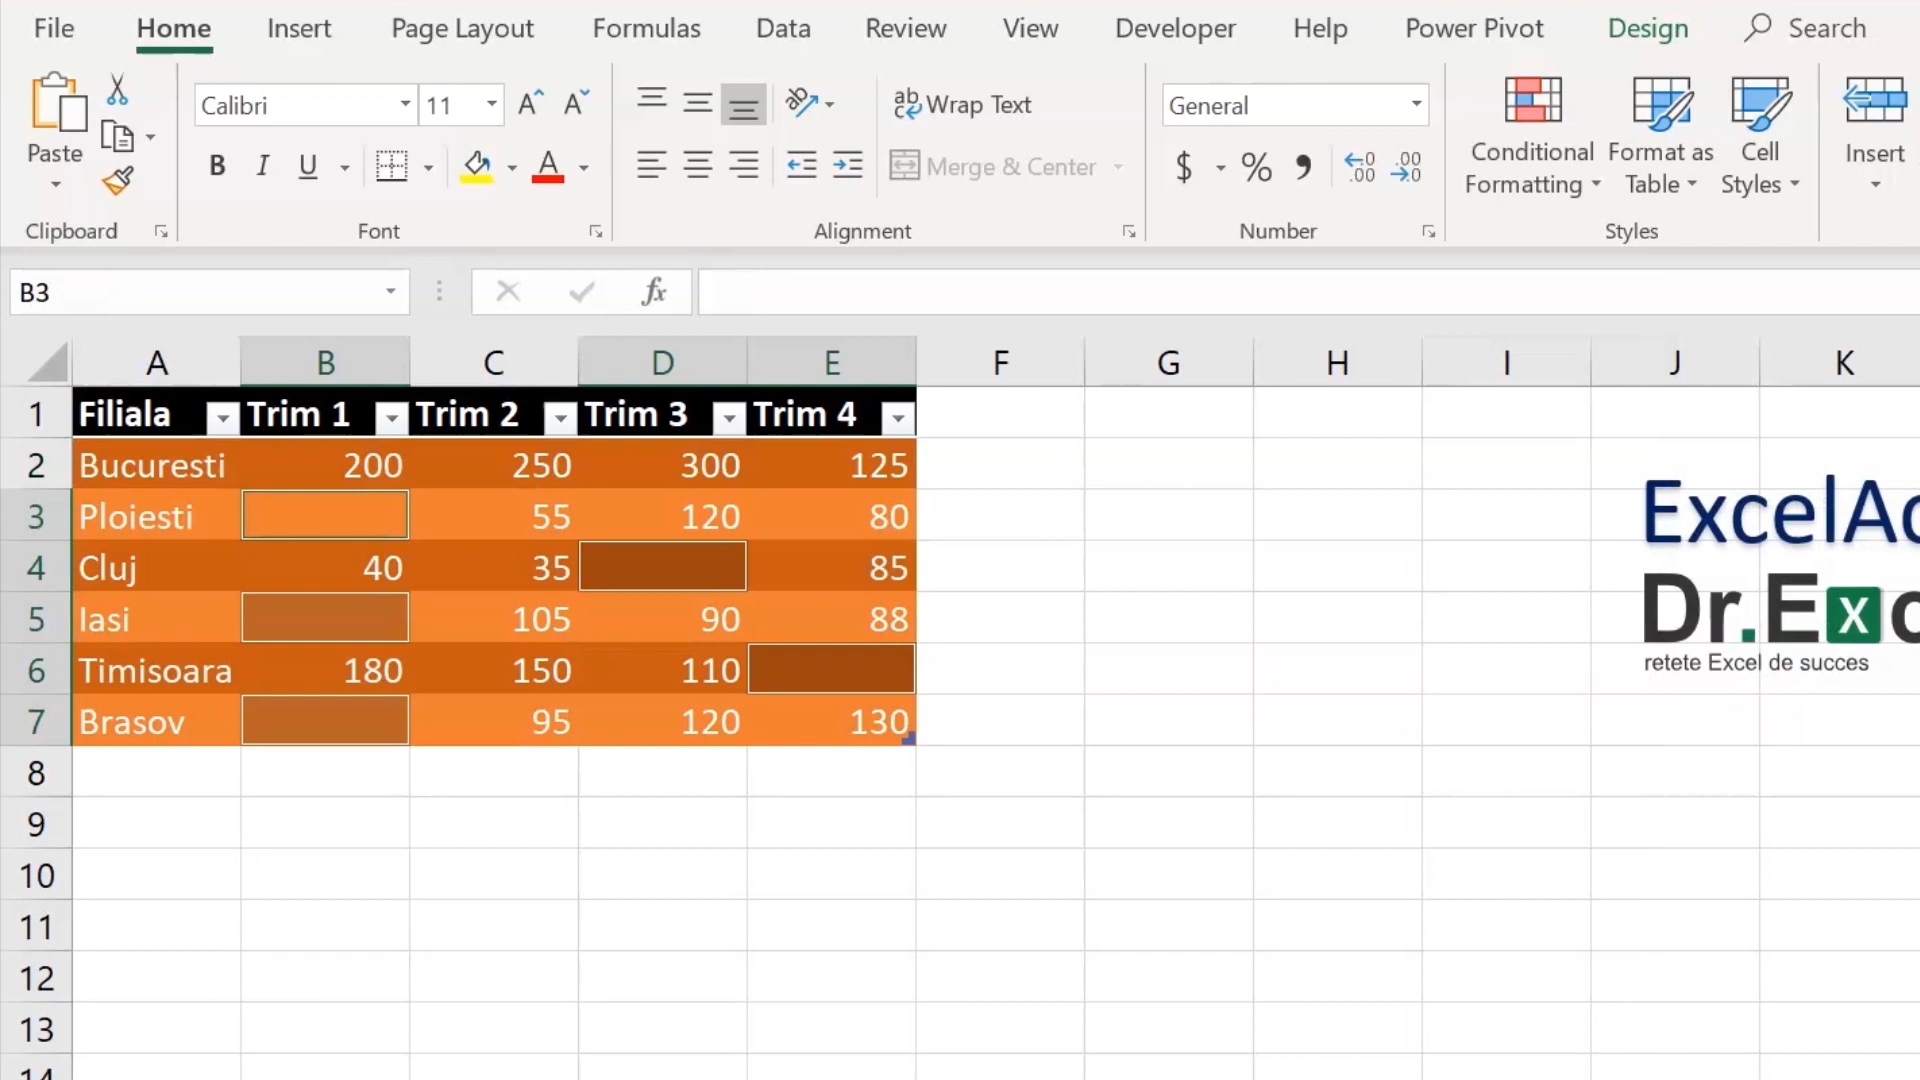 File Home Insert Page Layout Formulas Data Review View Developer Help Power Pivot Design Search
Paste
Clipboard
Calibri 11
B I U A
Font
Wrap Text
Merge & Center
Alignment
General
$ % ,
Number
Conditional Formatting
Format as Table
Cell Styles
Styles
Insert
B3 fx
A B C D E F G H I J K
1 Filiala Trim 1 Trim 2 Trim 3 Trim 4
2 Bucuresti 200 250 300 125
3 Ploiesti 55 120 80
4 Cluj 40 35 85
5 Iasi 105 90 88
6 Timisoara 180 150 110
7 Brasov 95 120 130
8
9
10
11
12
13
14
ExcelAc
Dr.Exc
retete Excel de succes